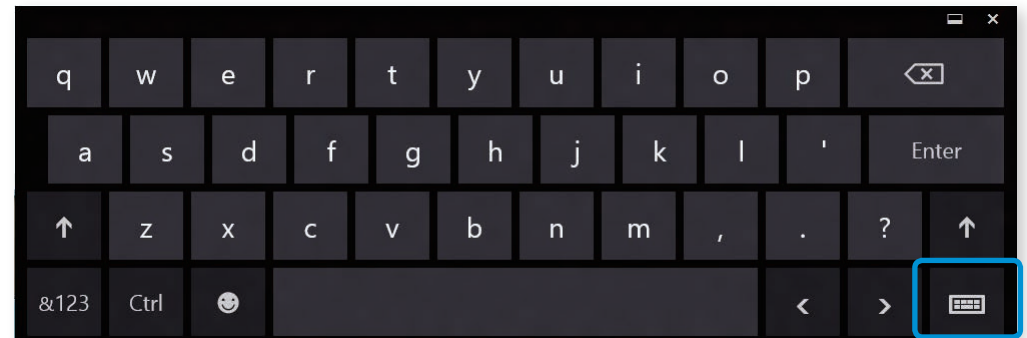 q w e r t y u i o p
a s d f g h j k l ' Enter
z x c v b n m , . ?
&123 Ctrl < >